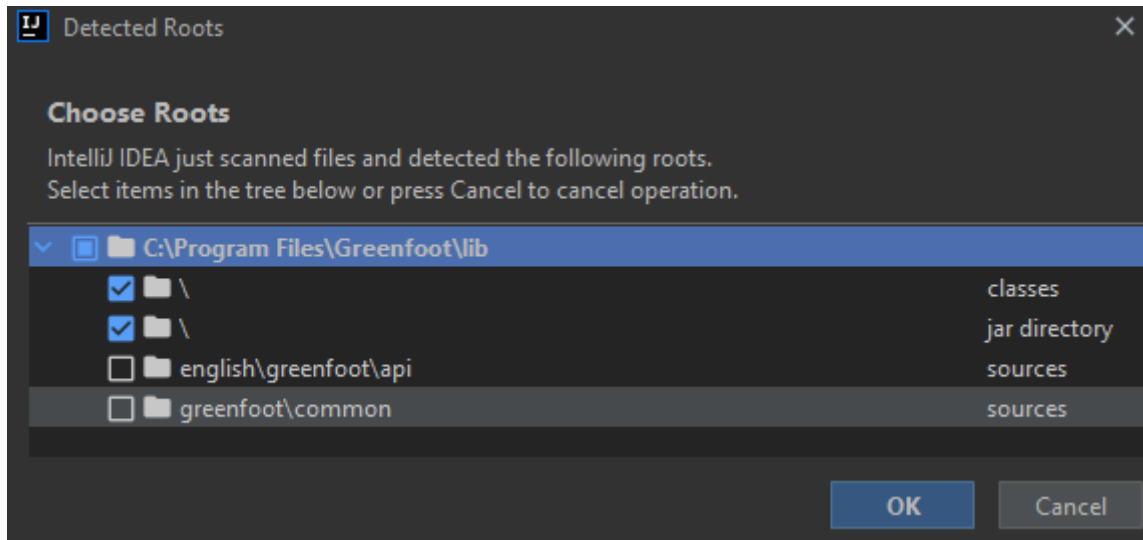 IJ Detected Roots
Choose Roots
IntelliJ IDEA just scanned files and detected the following roots.
Select items in the tree below or press Cancel to cancel operation.
C:\Program Files\Greenfoot\lib
\ classes
\ jar directory
english\greenfoot\api sources
greenfoot\common sources
OK Cancel